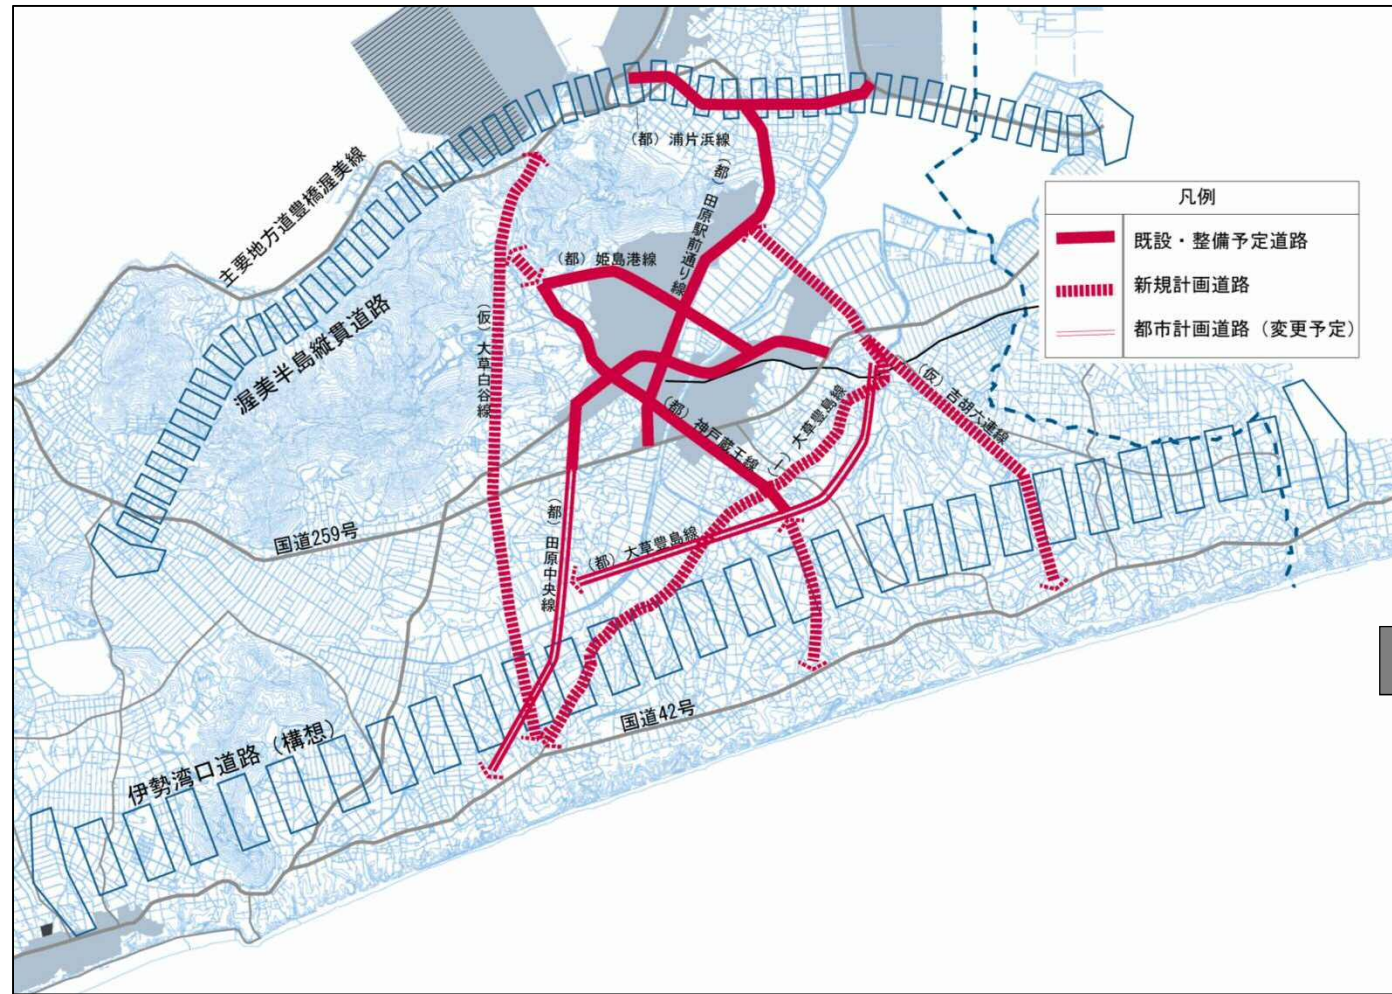 (都)浦片浜線
主要地方道豊橋渥美線
(都)田原駅前通り線
凡例
既設・整備予定道路
新規計画道路
都市計画道路(変更予定)
(都)姫島港線
(仮)大草白谷線
渥美半島縦貫道路
(仮)吉胡六連線
(都)神戸蔵王線
(十)大草豊島線
国道259号
(都)田原中央線
(都)大草豊島線
国道42号
伊勢湾口道路(構想)